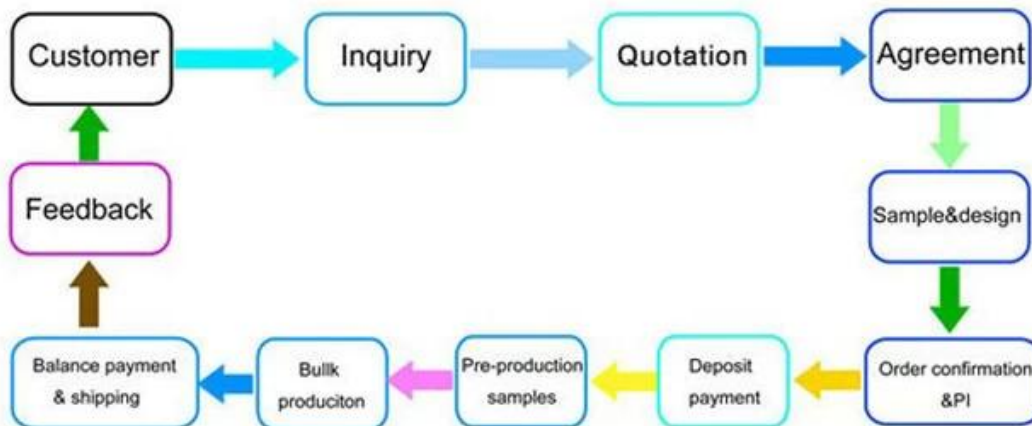 Customer
Inquiry
Quotation
Agreement
Feedback
Sample&design
Balance payment
& shipping
Bullk
produciton
Pre-production
samples
Deposit
payment
Order confirmation
&PI